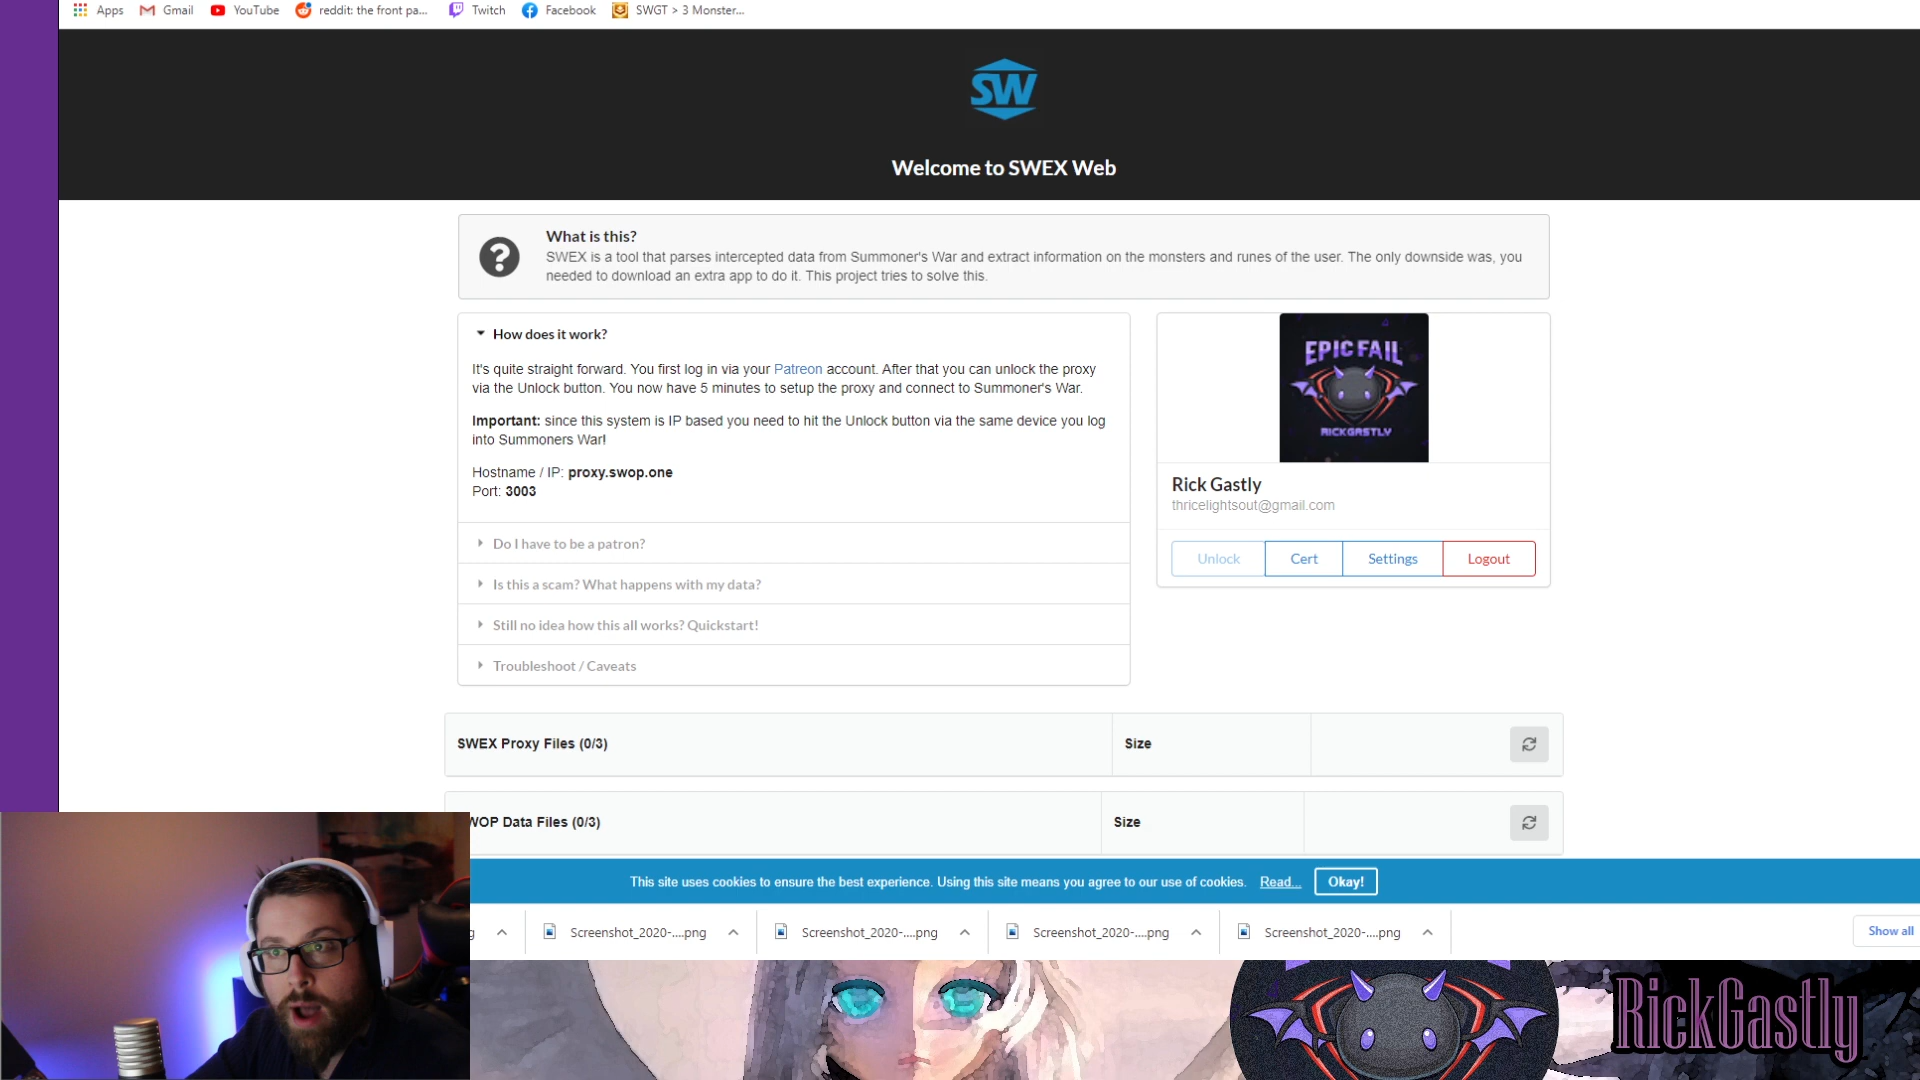 Apps Gmail YouTube reddit: the front pa... Twitch Facebook SWGT > 3 Monster...
SW
Welcome to SWEX Web
What is this?
SWEX is a tool that parses intercepted data from Summoner's War and extract information on the monsters and runes of the user. The only downside was, you
needed to download an extra app to do it. This project tries to solve this.
How does it work?
It's quite straight forward. You first log in via your Patreon account. After that you can unlock the proxy
via the Unlock button. You now have 5 minutes to setup the proxy and connect to Summoner's War.
Important: since this system is IP based you need to hit the Unlock button via the same device you log
into Summoners War!
Hostname / IP: proxy.swop.one
Port: 3003
Do I have to be a patron?
Is this a scam? What happens with my data?
Still no idea how this all works? Quickstart!
Troubleshoot / Caveats
EPIC FAIL
RICKGASTLY
Rick Gastly
thricelightsout@gmail.com
Unlock Cert Settings Logout
SWEX Proxy Files (0/3) Size
WOP Data Files (0/3) Size
This site uses cookies to ensure the best experience. Using this site means you agree to our use of cookies. Read... Okay!
g Screenshot_2020-....png Screenshot_2020-....png Screenshot_2020-....png Screenshot_2020-....png Show all
RickGastly